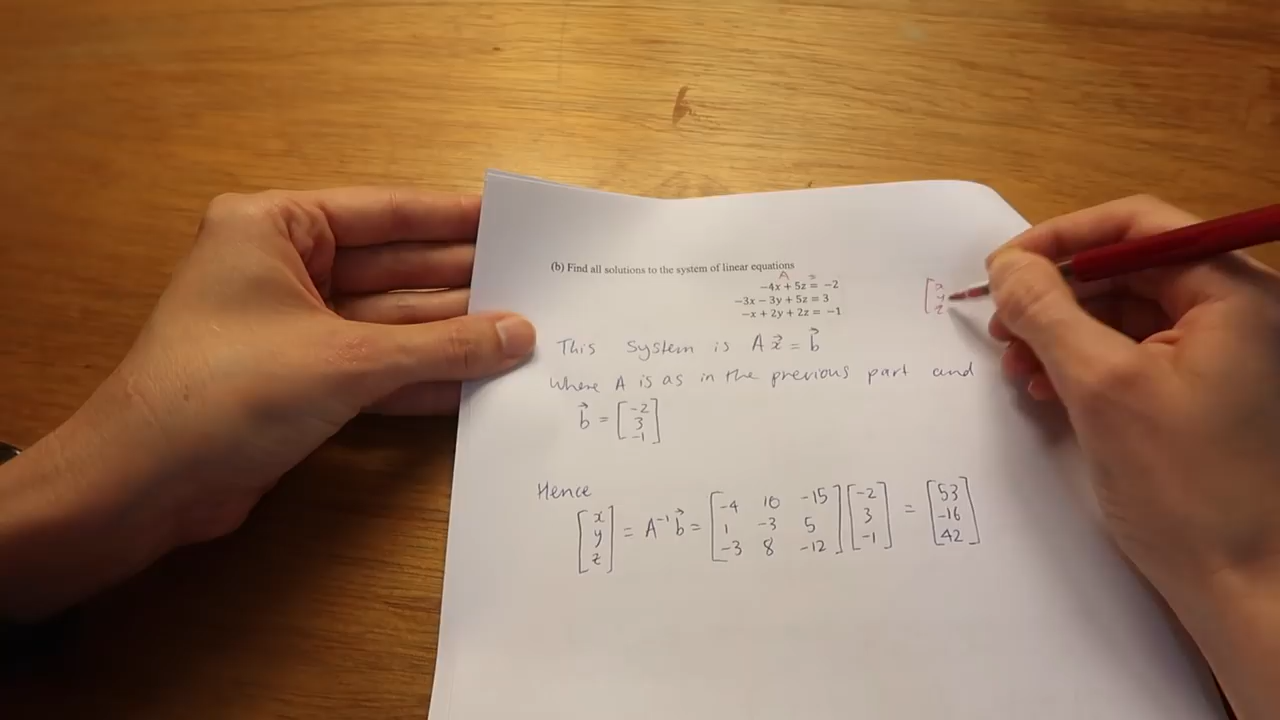 (b) Find all solutions to the system of linear equations
A
−4x + 5z = −2
−3x − 3y + 5z = 3
−x + 2y + 2z = −1
[x y z]
This system is A x⃗ = b⃗
Where A is as in the previous part and
b⃗ = [−2 3 −1]
Hence
[x y z] = A⁻¹ b⃗ = [−4 10 −15; 1 −3 5; −3 8 −12] [−2 3 −1] = [53 −16 42]